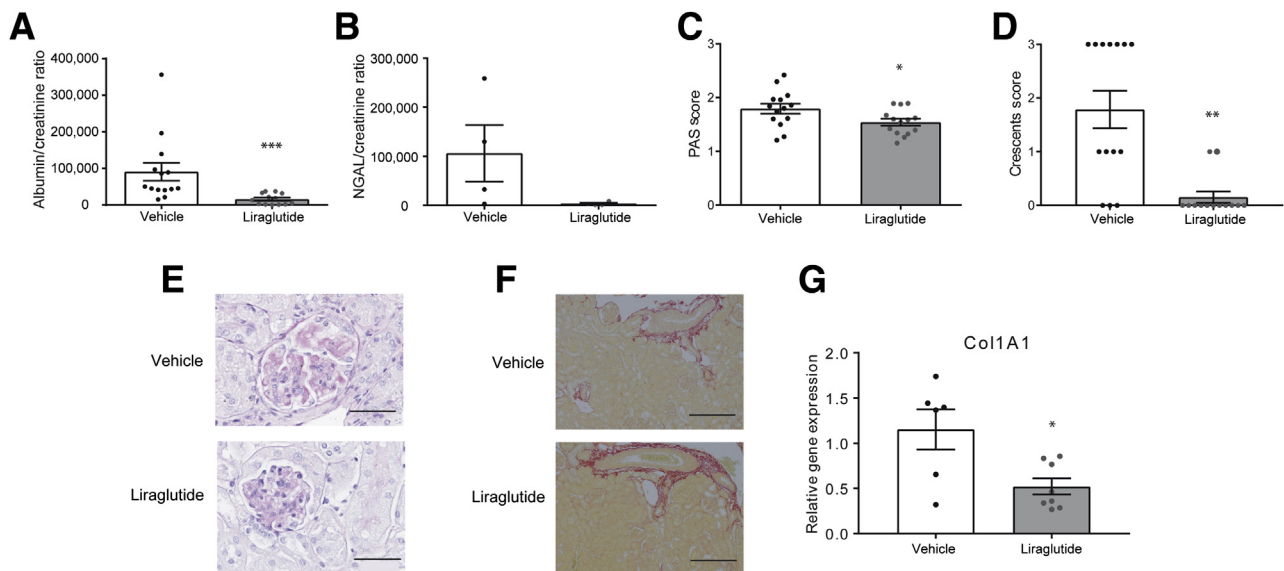 A
Albumin/creatinine ratio
400,000
300,000
200,000
100,000
0
***
Vehicle
Liraglutide
B
NGAL/creatinine ratio
300,000
200,000
100,000
0
Vehicle
Liraglutide
C
PAS score
3
2
1
0
*
Vehicle
Liraglutide
D
Crescents score
3
2
1
0
**
Vehicle
Liraglutide
E
Vehicle
Liraglutide
F
Vehicle
Liraglutide
G
Col1A1
Relative gene expression
2.0
1.5
1.0
0.5
0.0
*
Vehicle
Liraglutide